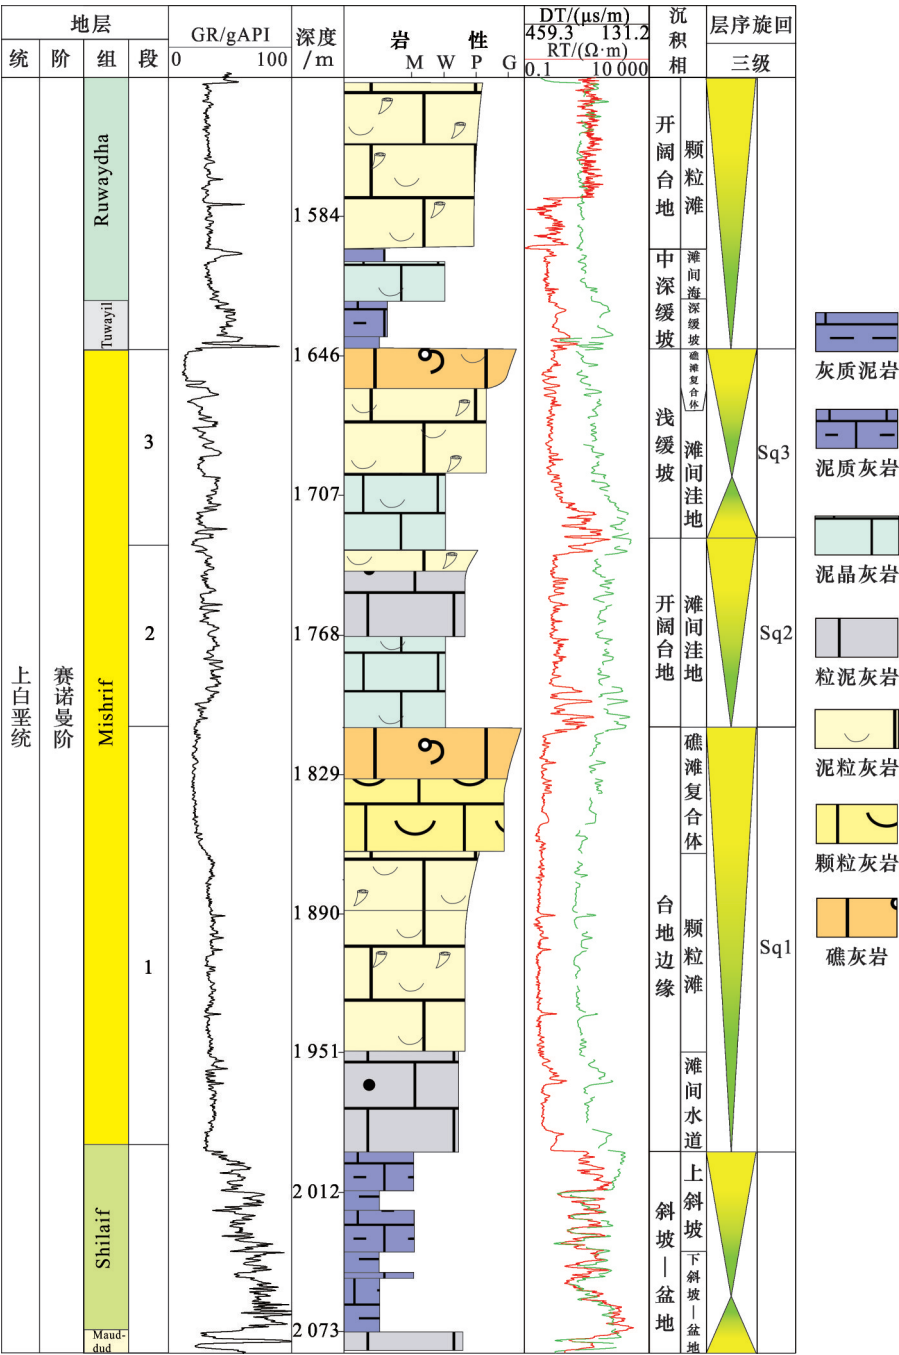 地层
统
阶
组
段
GR/gAPI
0
100
深度
/m
岩 性
M W P G
DT/(μs/m)
459.3 131.2
RT/(Ω·m)
0.1 10 000
沉积相
层序旋回
三级
上白垩统
赛诺曼阶
Ruwaydha
Tuwayil
Mishrif
Shilaif
Maud-
dud
3
2
1
1 584
1 646
1 707
1 768
1 829
1 890
1 951
2 012
2 073
开阔台地
颗粒滩
中深缓坡
滩间海
深缓坡
浅缓坡
礁滩复合体
滩间洼地
开阔台地
滩间洼地
台地边缘
礁滩复合体
颗粒滩
滩间水道
斜坡—盆地
上斜坡
下斜坡—盆地
Sq3
Sq2
Sq1
灰质泥岩
泥质灰岩
泥晶灰岩
粒泥灰岩
泥粒灰岩
颗粒灰岩
礁灰岩